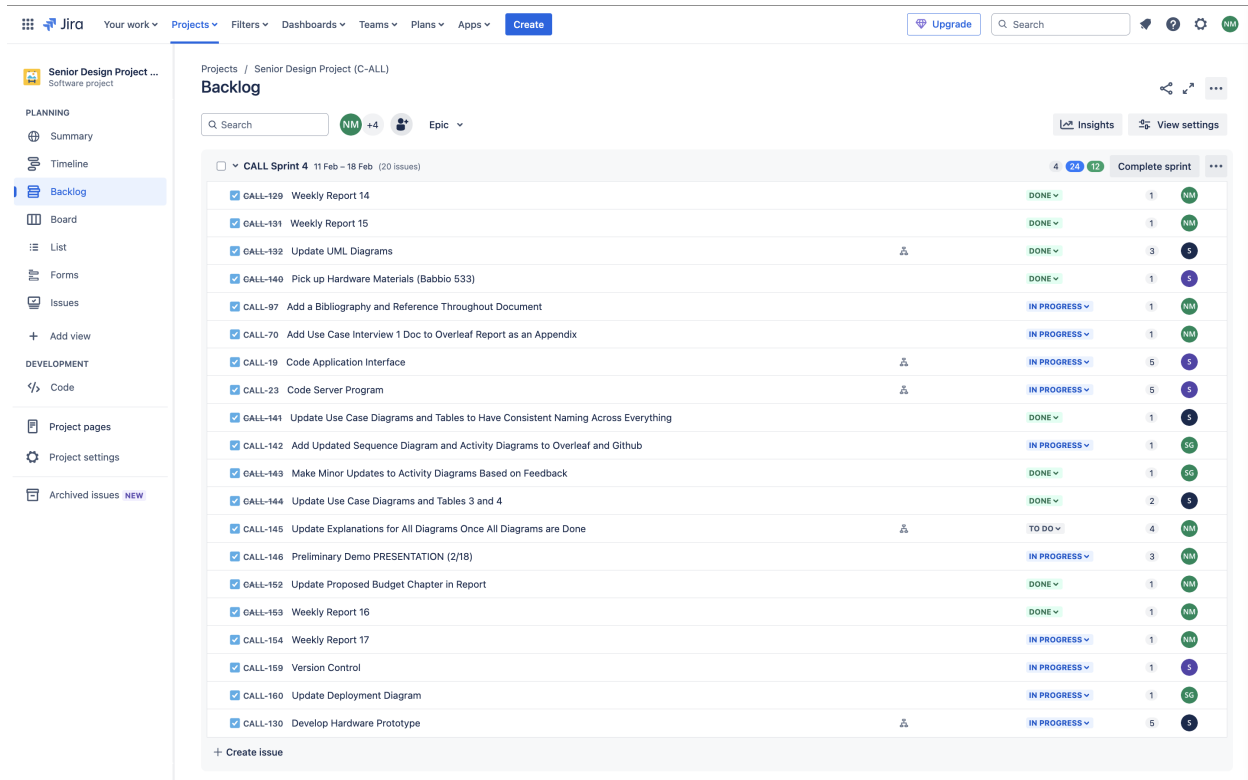 Jira Your work Projects Filters Dashboards Teams Plans Apps Create Upgrade Search NM
Senior Design Project ...
Software project
PLANNING
Summary
Timeline
Backlog
Board
List
Forms
Issues
Add view
DEVELOPMENT
Code
Project pages
Project settings
Archived issues NEW
Projects / Senior Design Project (C-ALL)
Backlog
Search NM +4 Epic Insights View settings
CALL Sprint 4 11 Feb – 18 Feb (20 issues) 4 24 12 Complete sprint
CALL-129 Weekly Report 14 DONE 1 NM
CALL-131 Weekly Report 15 DONE 1 NM
CALL-132 Update UML Diagrams DONE 3 S
CALL-140 Pick up Hardware Materials (Babbio 533) DONE 1 S
CALL-97 Add a Bibliography and Reference Throughout Document IN PROGRESS 1 NM
CALL-70 Add Use Case Interview 1 Doc to Overleaf Report as an Appendix IN PROGRESS 1 NM
CALL-19 Code Application Interface IN PROGRESS 5 S
CALL-23 Code Server Program IN PROGRESS 5 S
CALL-141 Update Use Case Diagrams and Tables to Have Consistent Naming Across Everything DONE 1 S
CALL-142 Add Updated Sequence Diagram and Activity Diagrams to Overleaf and Github IN PROGRESS 1 SG
CALL-143 Make Minor Updates to Activity Diagrams Based on Feedback DONE 1 SG
CALL-144 Update Use Case Diagrams and Tables 3 and 4 DONE 2 S
CALL-145 Update Explanations for All Diagrams Once All Diagrams are Done TO DO 4 NM
CALL-146 Preliminary Demo PRESENTATION (2/18) IN PROGRESS 3 NM
CALL-152 Update Proposed Budget Chapter in Report DONE 1 NM
CALL-153 Weekly Report 16 DONE 1 NM
CALL-154 Weekly Report 17 IN PROGRESS 1 NM
CALL-159 Version Control IN PROGRESS 1 S
CALL-160 Update Deployment Diagram IN PROGRESS 1 SG
CALL-130 Develop Hardware Prototype IN PROGRESS 5 S
Create issue